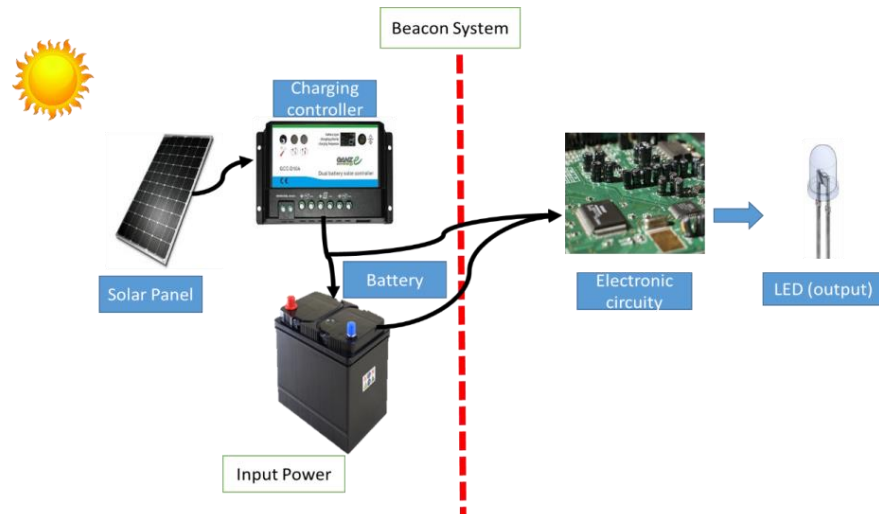 Beacon System
Charging
controller
Dual battery solar controller
Solar Panel
Battery
Electronic
circuity
LED (output)
Input Power